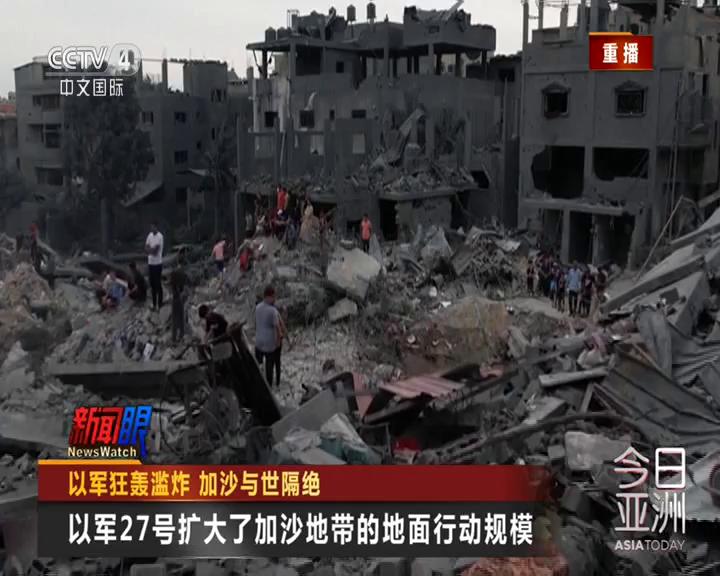 CCTV 4
中文国际
重播
新闻眼
NewsWatch
以军狂轰滥炸 加沙与世隔绝
以军27号扩大了加沙地带的地面行动规模
今日
亚洲
ASIA TODAY